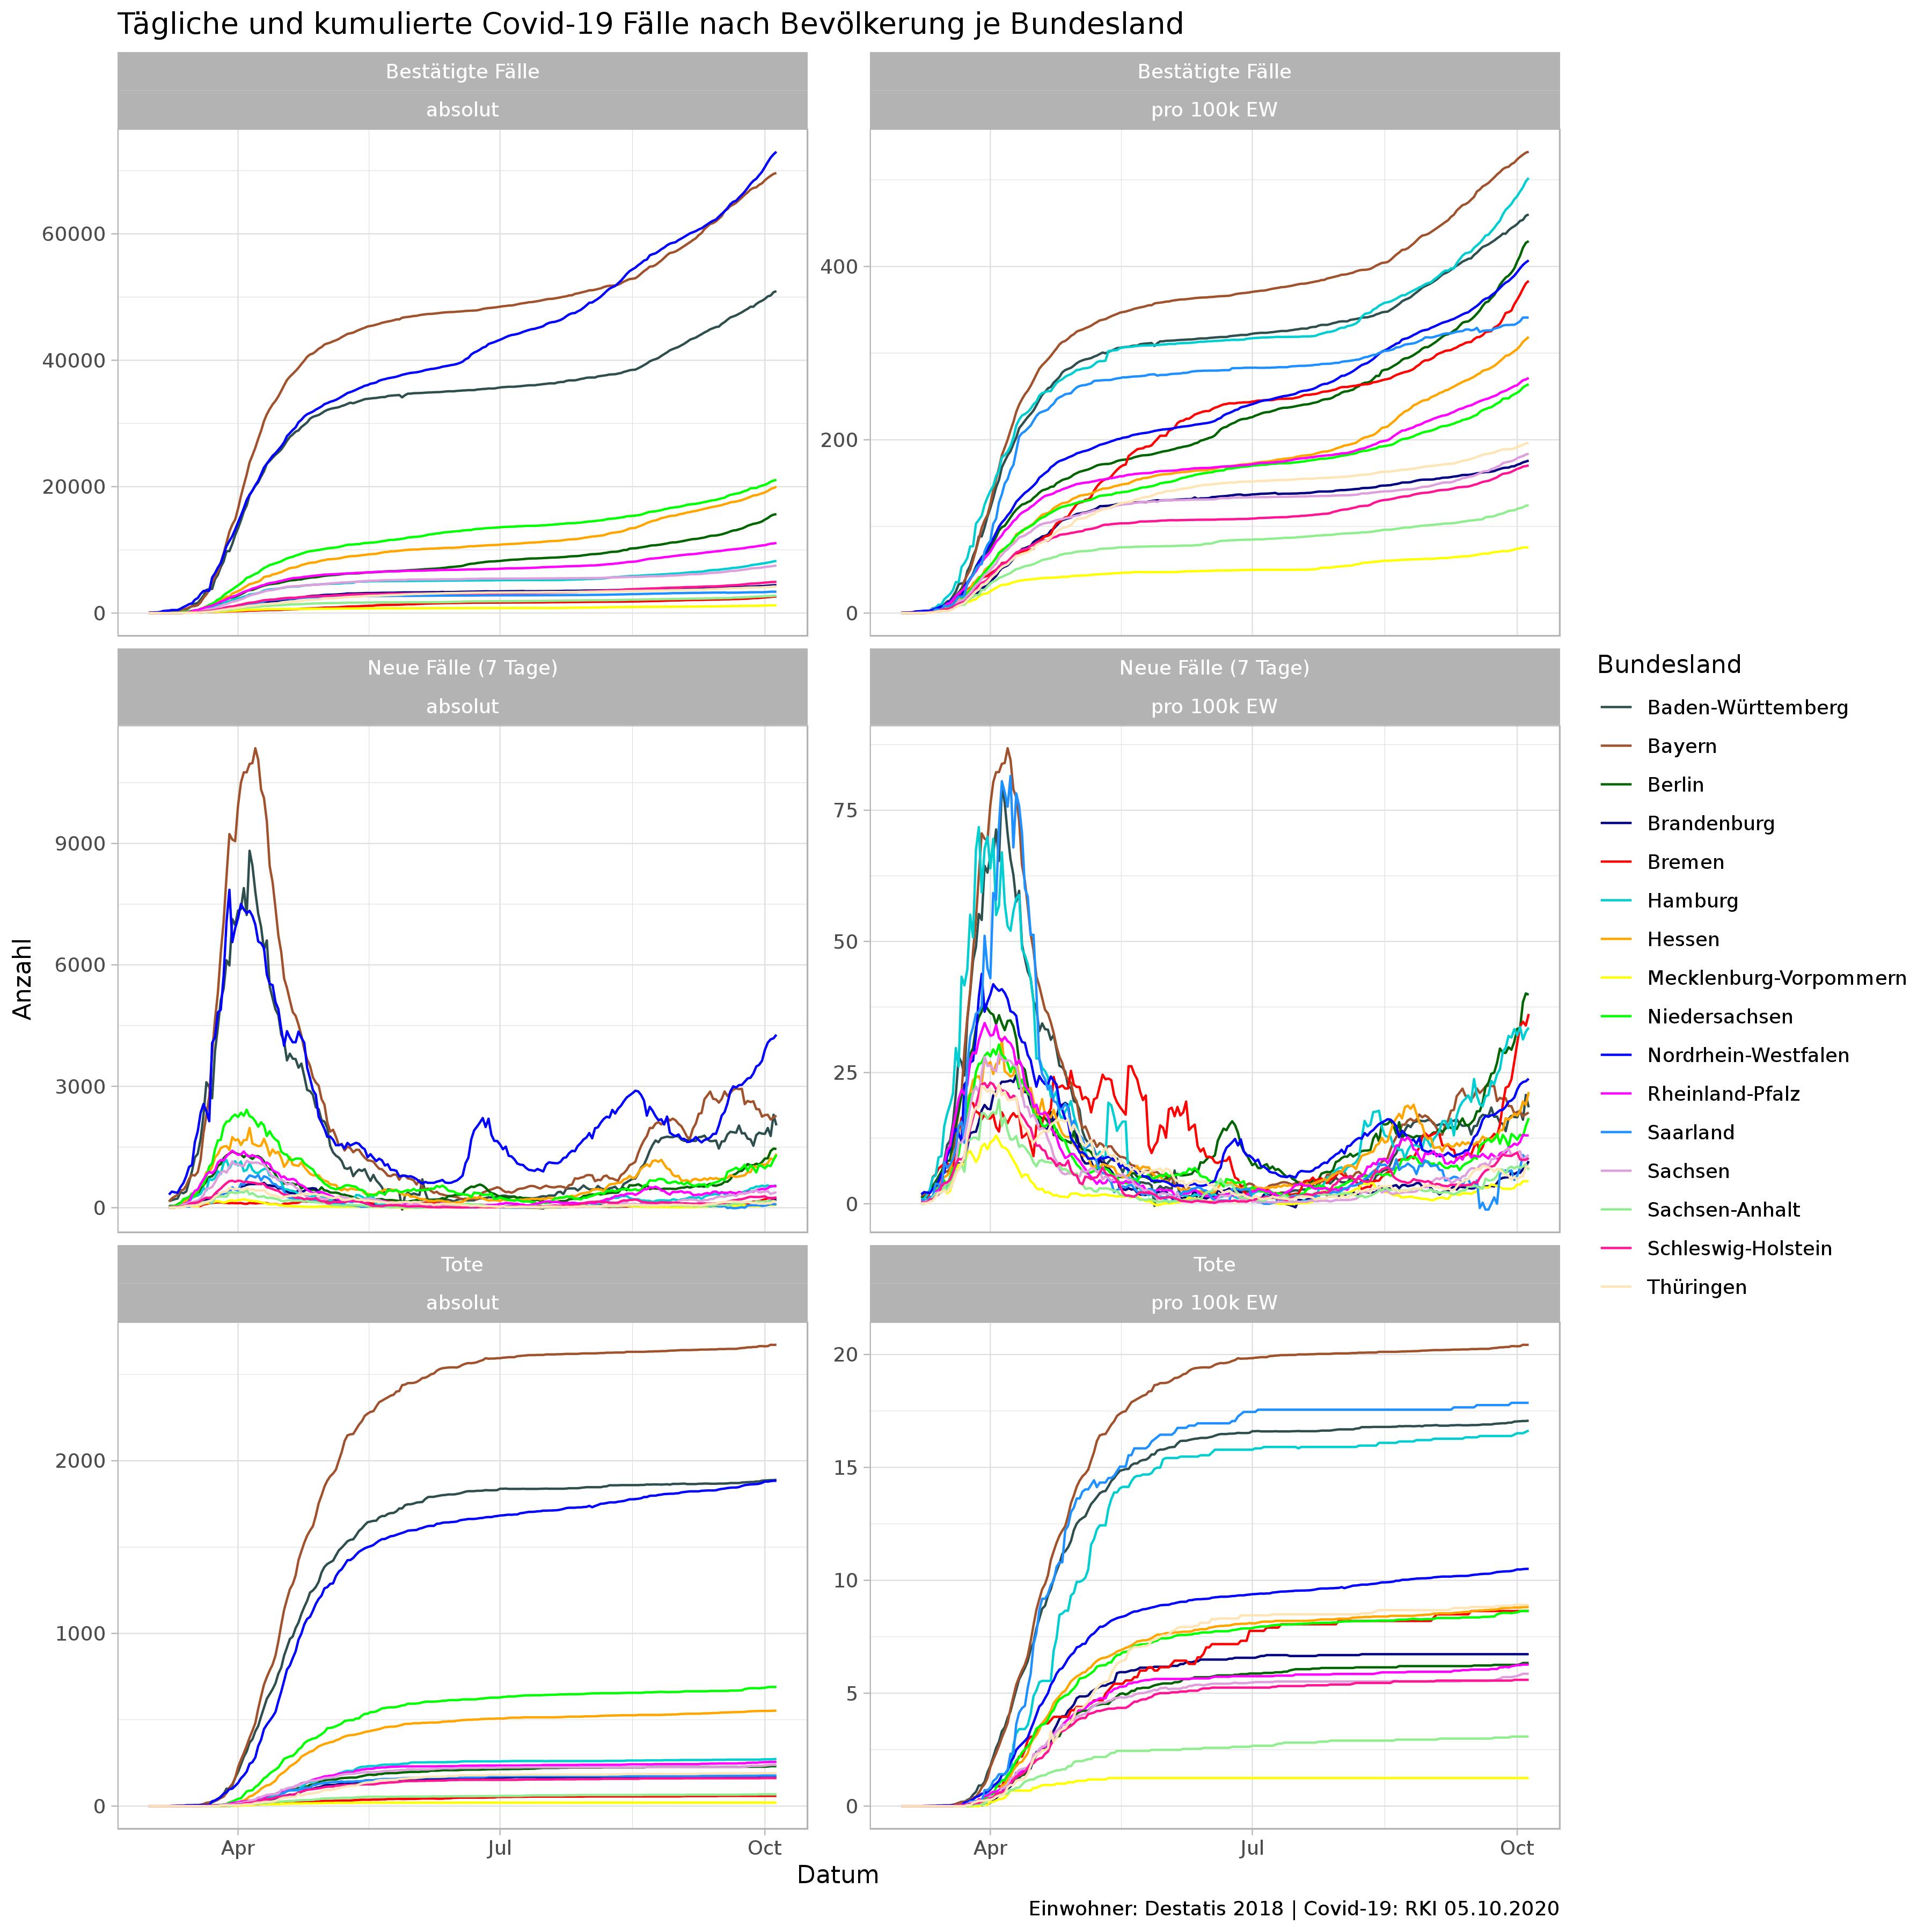 Tägliche und kumulierte Covid-19 Fälle nach Bevölkerung je Bundesland
Bestätigte Fälle
absolut
60000
40000
20000
0
Bestätigte Fälle
pro 100k EW
400
200
0
Neue Fälle (7 Tage)
absolut
9000
6000
3000
0
Neue Fälle (7 Tage)
pro 100k EW
75
50
25
0
Tote
absolut
2000
1000
0
Apr
Jul
Oct
Tote
pro 100k EW
20
15
10
5
0
Apr
Jul
Oct
Anzahl
Datum
Bundesland
Baden-Württemberg
Bayern
Berlin
Brandenburg
Bremen
Hamburg
Hessen
Mecklenburg-Vorpommern
Niedersachsen
Nordrhein-Westfalen
Rheinland-Pfalz
Saarland
Sachsen
Sachsen-Anhalt
Schleswig-Holstein
Thüringen
Einwohner: Destatis 2018 | Covid-19: RKI 05.10.2020